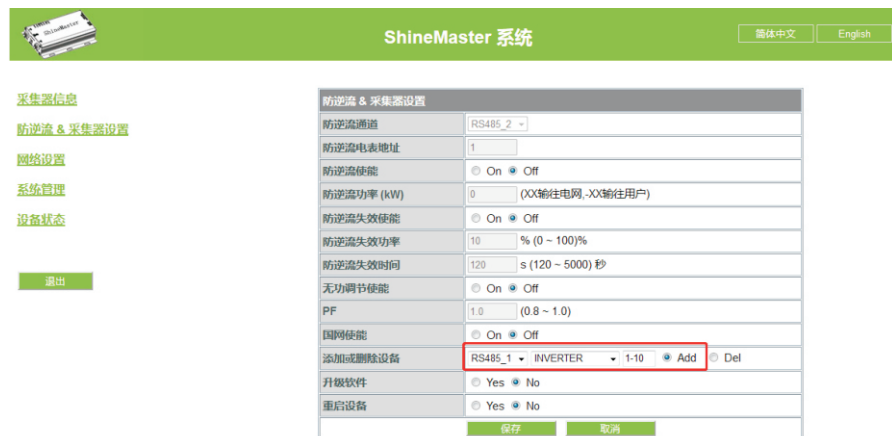 ShineMaster
ShineMaster 系统
简体中文
English
采集器信息
防逆流 & 采集器设置
网络设置
系统管理
设备状态
退出
防逆流 & 采集器设置
防逆流通道 RS485_2
防逆流电表地址 1
防逆流使能 On Off
防逆流功率 (kW) 0 (XX输往电网,-XX输往用户)
防逆流失效使能 On Off
防逆流失效功率 10 % (0 ~ 100)%
防逆流失效时间 120 s (120 ~ 5000) 秒
无功调节使能 On Off
PF 1.0 (0.8 ~ 1.0)
国网使能 On Off
添加或删除设备 RS485_1 INVERTER 1-10 Add Del
升级软件 Yes No
重启设备 Yes No
保存 取消